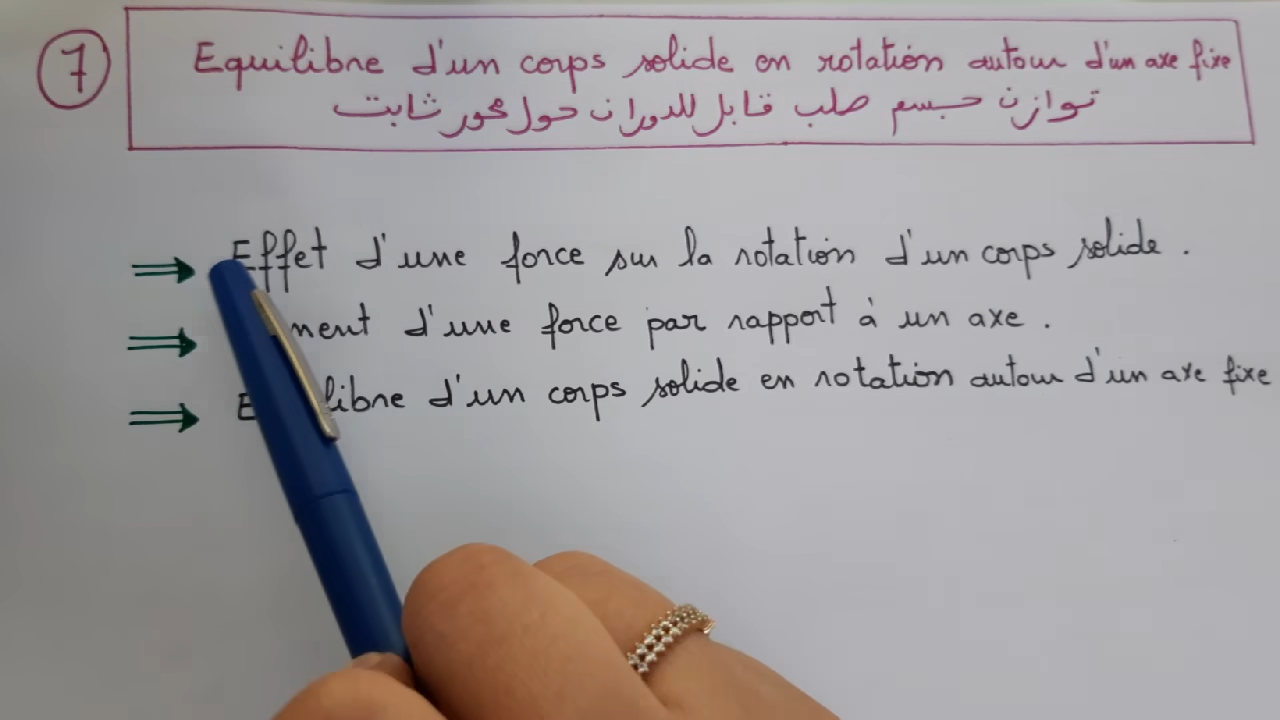 7
Equilibre d'un corps solide en rotation autour d'un axe fixe
توازن جسم صلب قابل للدوران حول محور ثابت
⇒ Effet d'une force sur la rotation d'un corps solide.
⇒ d'une force par rapport à un axe.
⇒ d'un corps solide en rotation autour d'un axe fixe